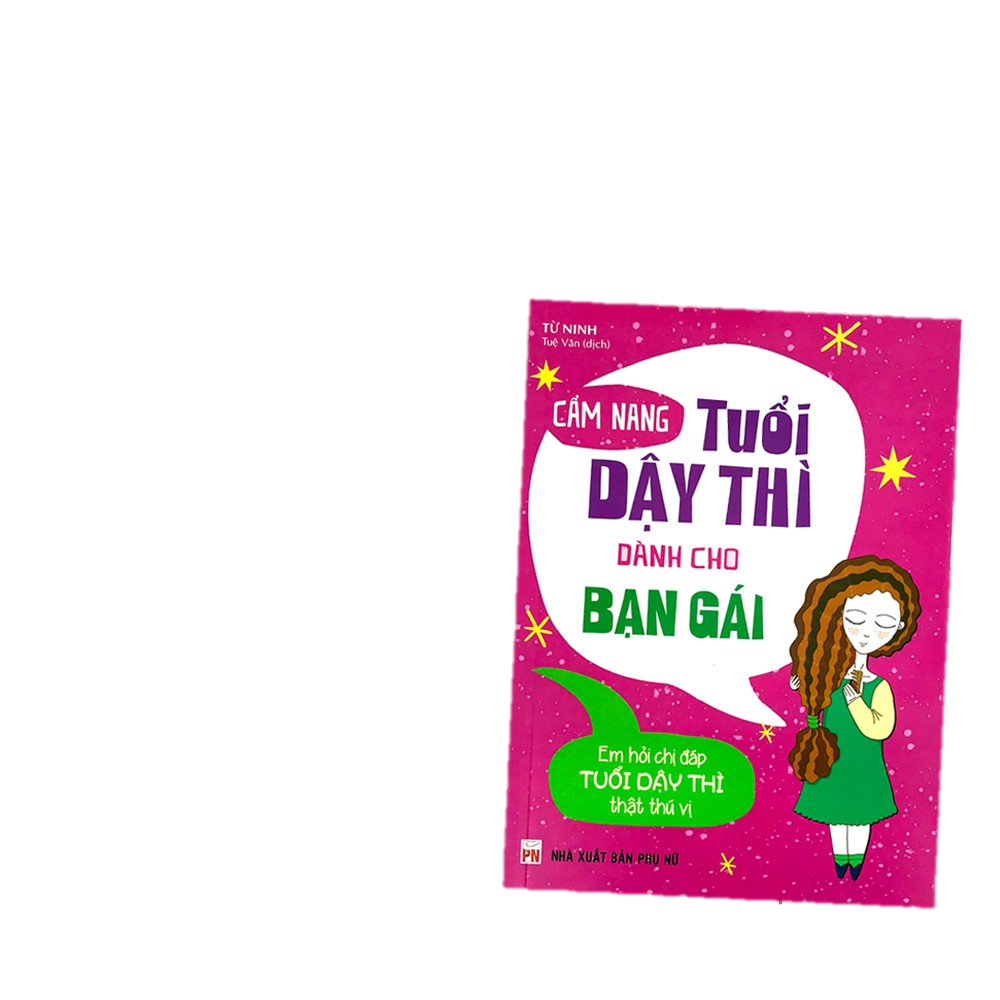 TỪ NINH
Tuệ Văn (dịch)
CẨM NANG
TUỔI
DẬY THÌ
DÀNH CHO
BẠN GÁI
Em hỏi chị đáp
TUỔI DẬY THÌ
thật thú vị
PN
NHÀ XUẤT BẢN PHỤ NỮ